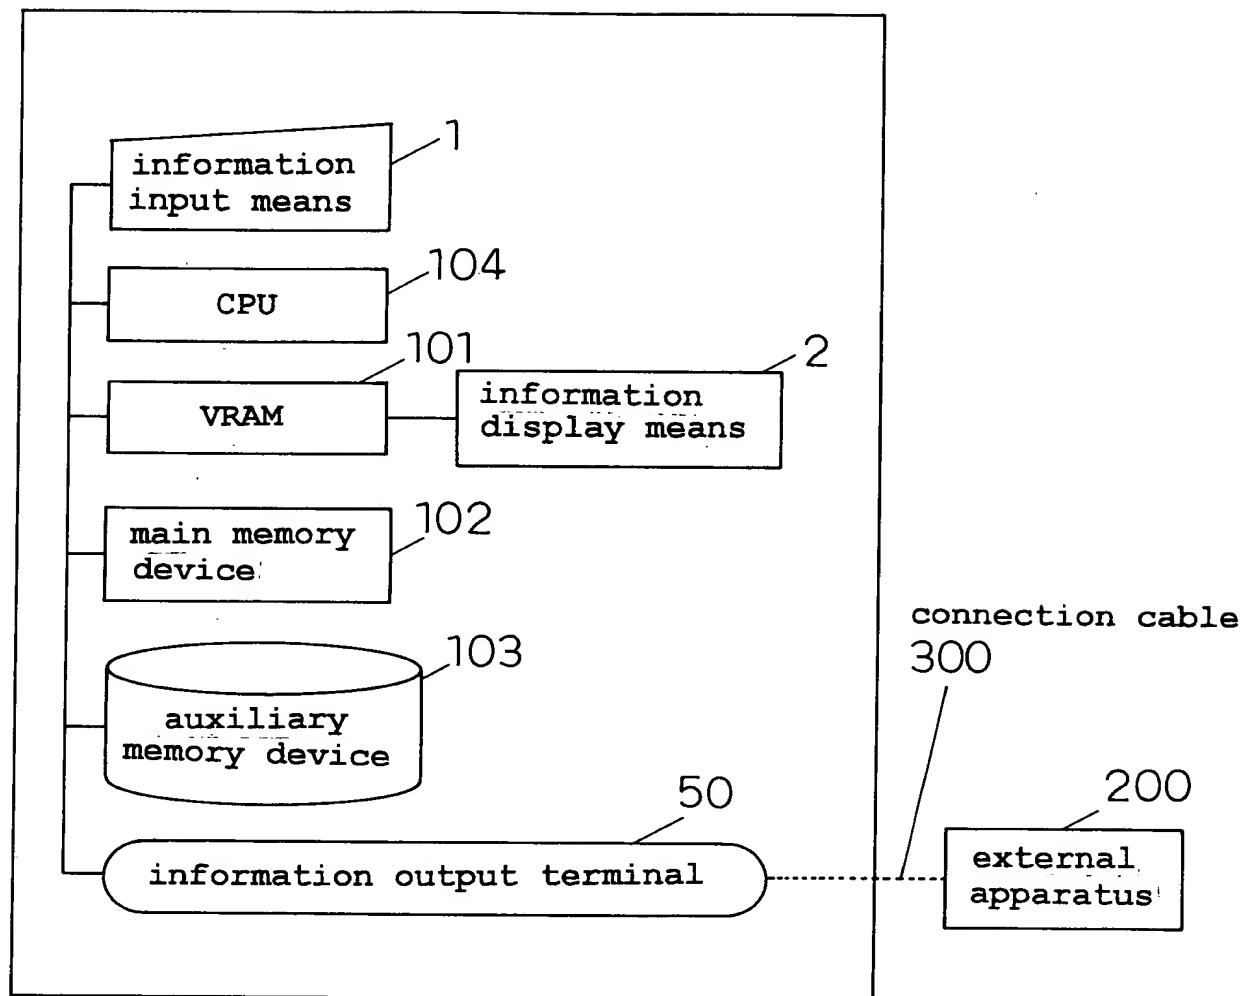 1
information
input means
104
CPU
101
VRAM
2
information
display means
102
main memory
device
103
auxiliary
memory device
connection cable
300
50
information output terminal
200
external
apparatus